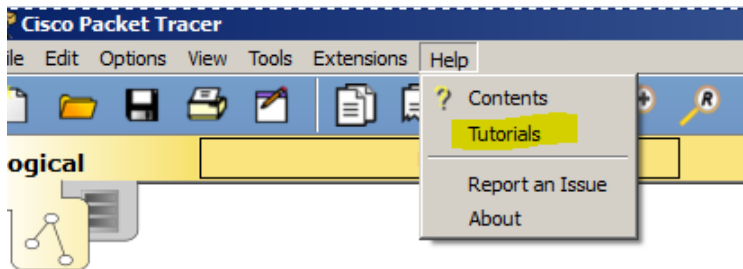 Cisco Packet Tracer
ile Edit Options View Tools Extensions Help
? Contents
Tutorials
R
ogical
Report an Issue
About